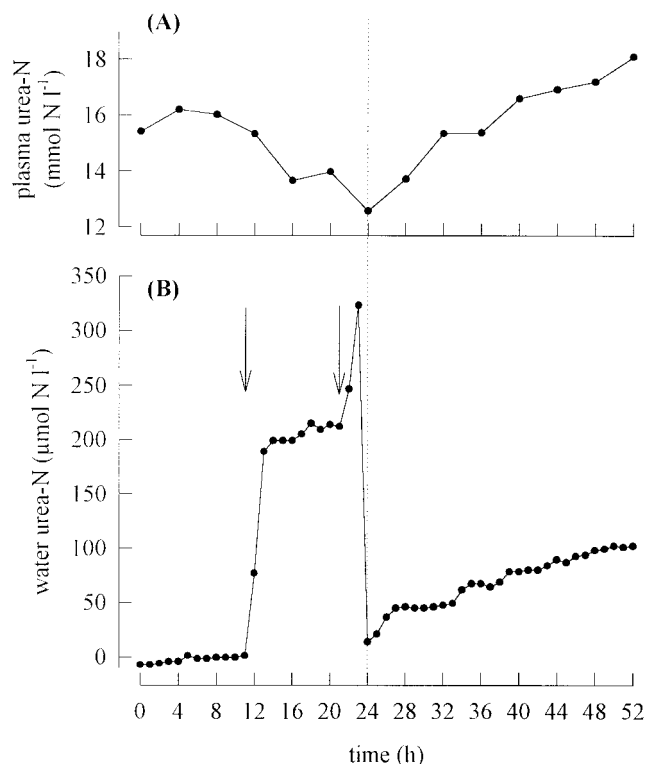 (A)
plasma urea-N
(mmol N l-1)
18
16
14
12
(B)
water urea-N (μmol N l-1)
350
300
250
200
100
50
0
0 4 8 12 16 20 24 28 32 36 40 44 48 52
time (h)